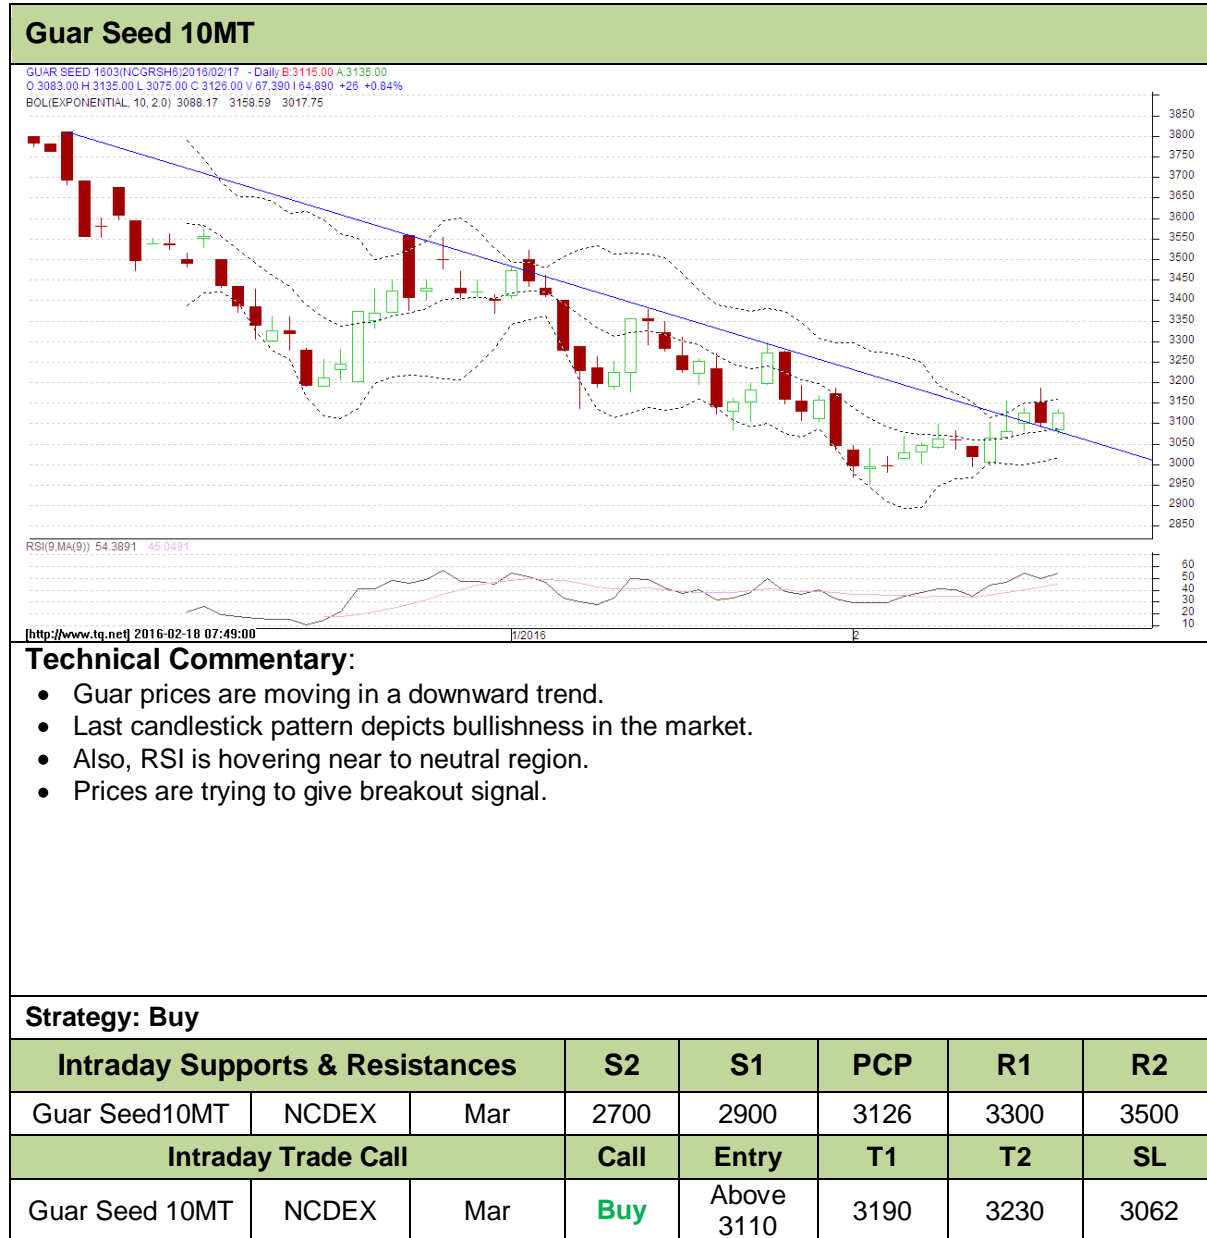 Guar Seed 10MT
GUAR SEED 1603(NCGRSH6)2016/02/17 - Daily B:3115.00 A:3135.00
O 3083.00 H 3135.00 L 3075.00 C 3126.00 V 67,390 I 64,890 +26 +0.84%
BOL(EXPONENTIAL, 10, 2.0) 3088.17 3158.59 3017.75
3850
3800
3750
3700
3650
3600
3550
3500
3450
3400
3350
3300
3250
3200
3150
3100
3050
3000
2950
2900
2850
RSI(9,MA(9)) 54.3891 45.0491
60
50
40
30
20
10
[http://www.tq.net] 2016-02-18 07:49:00 1/2016 2
Technical Commentary:
• Guar prices are moving in a downward trend.
• Last candlestick pattern depicts bullishness in the market.
• Also, RSI is hovering near to neutral region.
• Prices are trying to give breakout signal.
Strategy: Buy
Intraday Supports & Resistances S2 S1 PCP R1 R2
Guar Seed10MT NCDEX Mar 2700 2900 3126 3300 3500
Intraday Trade Call Call Entry T1 T2 SL
Guar Seed 10MT NCDEX Mar Buy Above 3110 3190 3230 3062